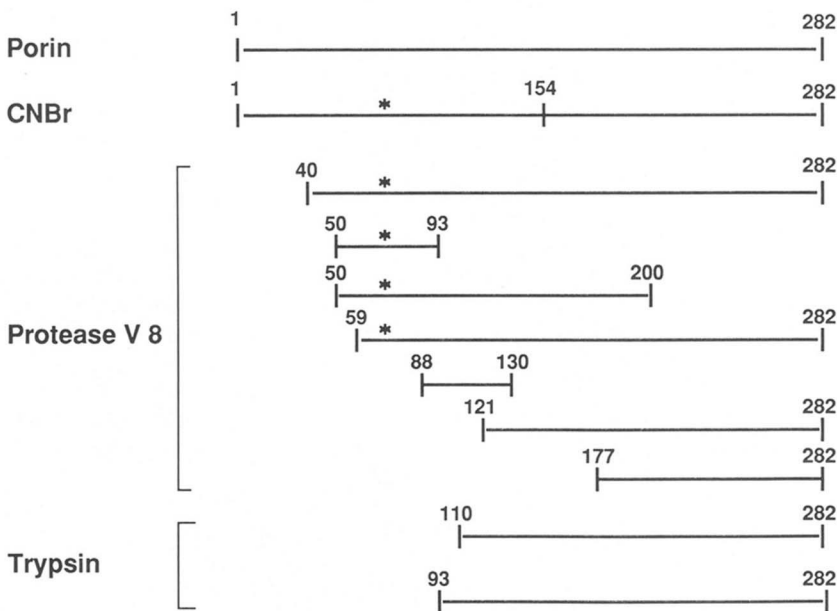 1 282
Porin
1 154 282
CNBr *
40 282
*
50 93
*
50 200
*
Protease V 8
59 282
*
88 130
121 282
177 282
110 282
Trypsin
93 282